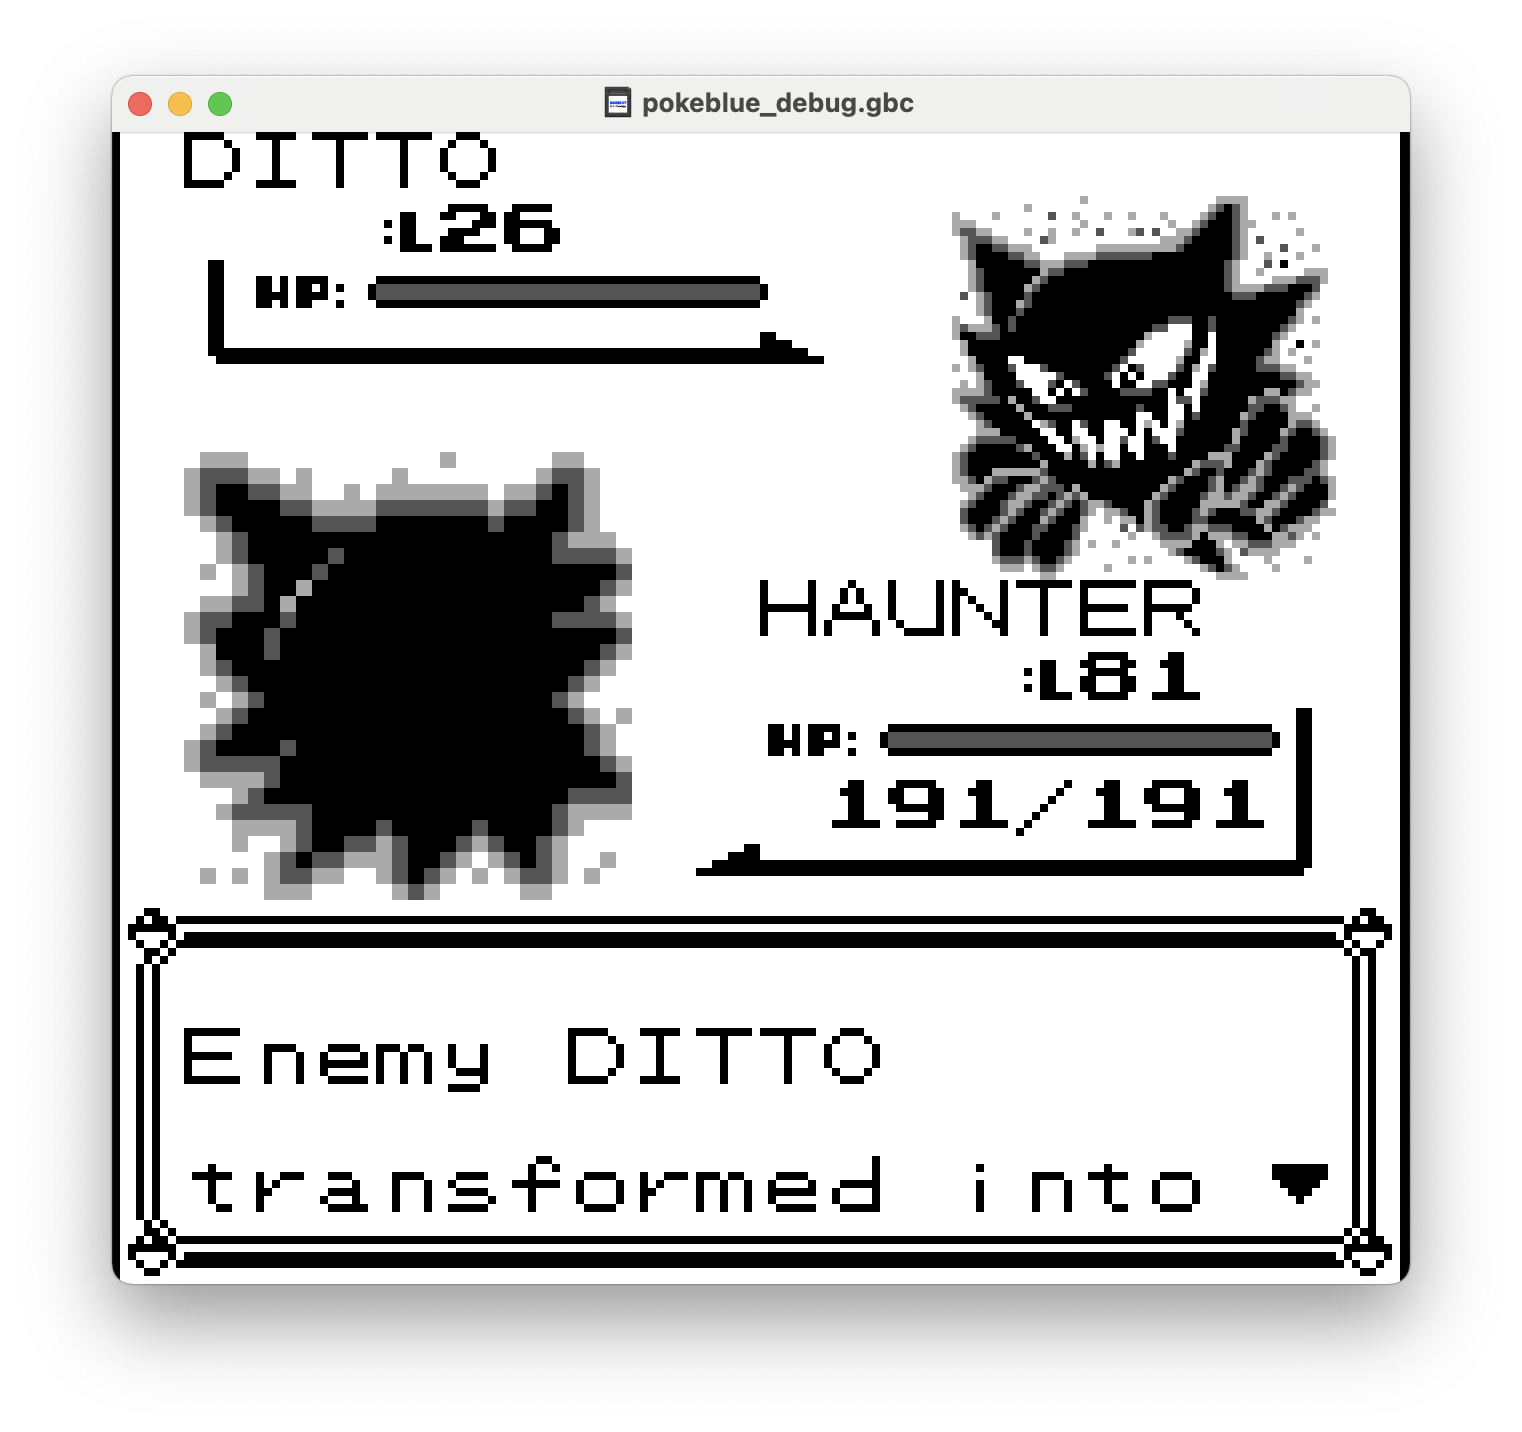 pokeblue_debug.gbc
DITTO
:L26
HP:
HAUNTER
:L81
HP:
191/191
Enemy DITTO
transformed into ▼